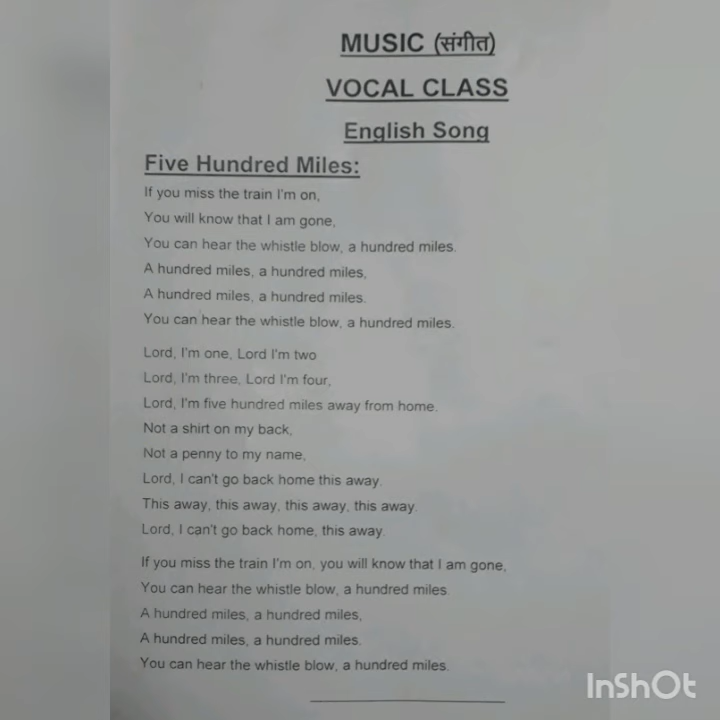 MUSIC (संगीत)
VOCAL CLASS
English Song
Five Hundred Miles:
If you miss the train I'm on,
You will know that I am gone,
You can hear the whistle blow, a hundred miles.
A hundred miles, a hundred miles,
A hundred miles, a hundred miles.
You can hear the whistle blow, a hundred miles.
Lord, I'm one, Lord I'm two
Lord, I'm three, Lord I'm four,
Lord, I'm five hundred miles away from home.
Not a shirt on my back,
Not a penny to my name,
Lord, I can't go back home this away.
This away, this away, this away, this away.
Lord, I can't go back home, this away.
If you miss the train I'm on, you will know that I am gone,
You can hear the whistle blow, a hundred miles.
A hundred miles, a hundred miles,
A hundred miles, a hundred miles.
You can hear the whistle blow, a hundred miles.
InShOt